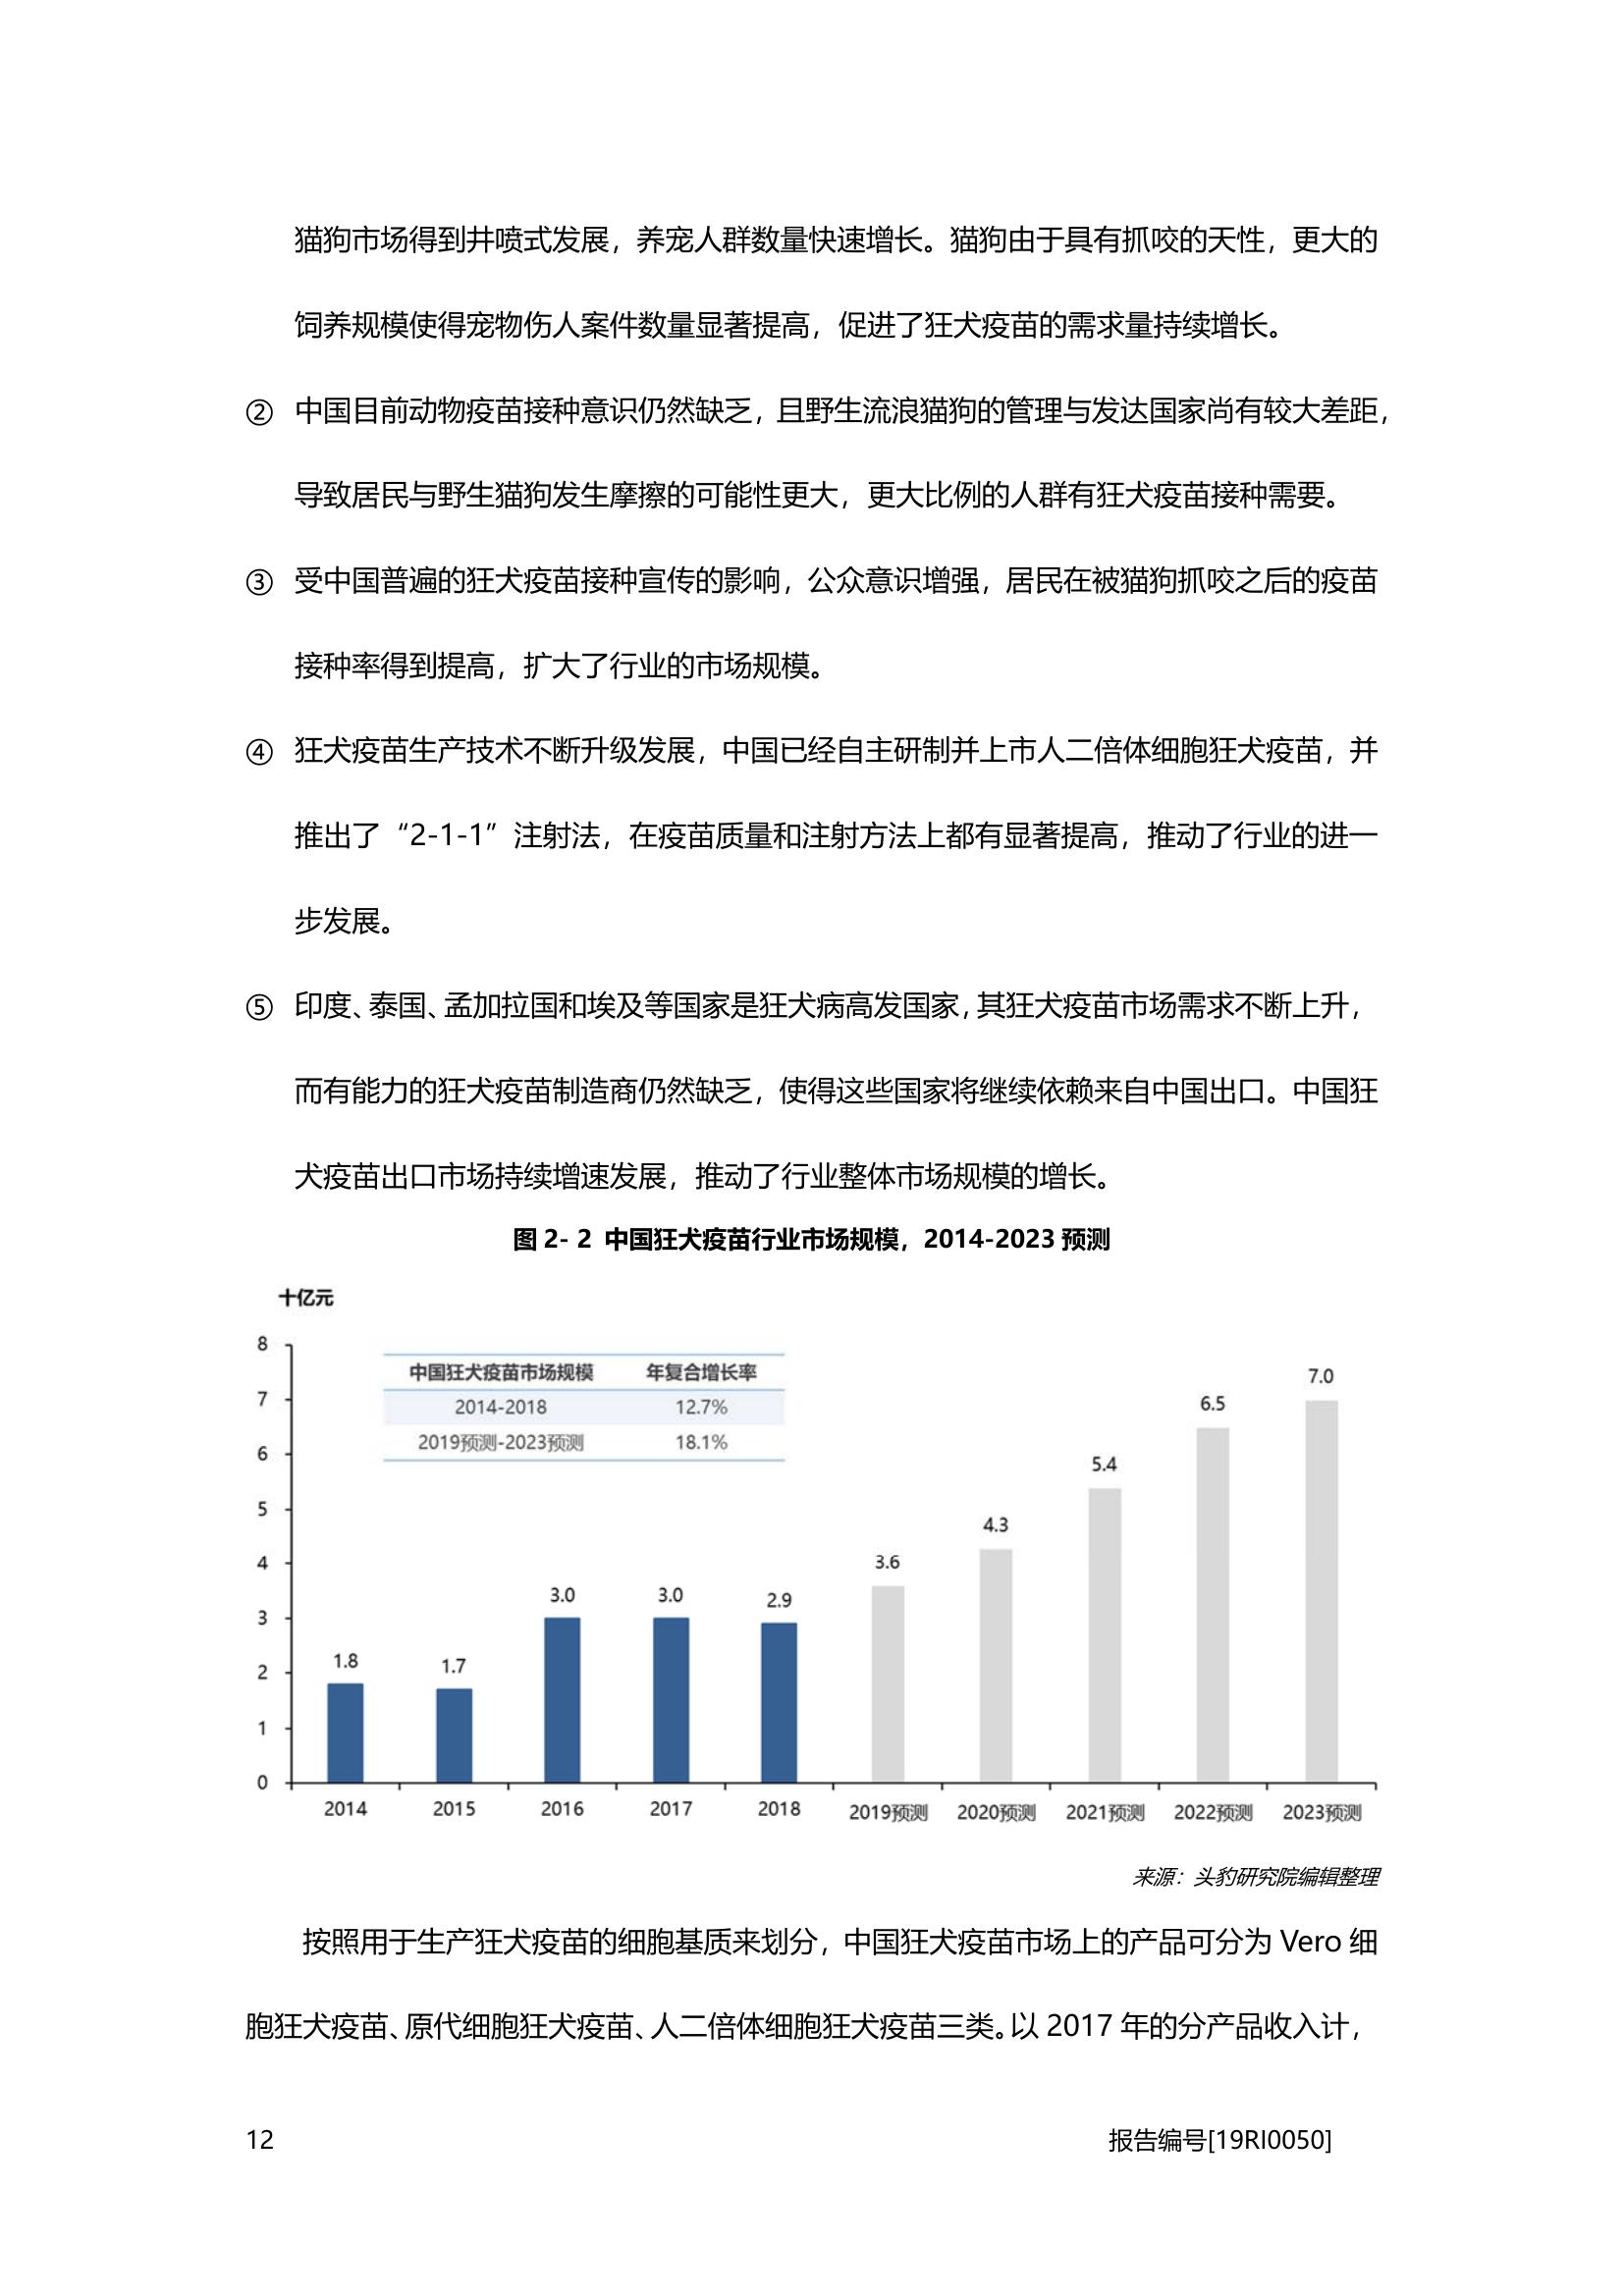 猫狗市场得到井喷式发展，养宠人群数量快速增长。猫狗由于具有抓咬的天性，更大的
饲养规模使得宠物伤人案件数量显著提高，促进了狂犬疫苗的需求量持续增长。
② 中国目前动物疫苗接种意识仍然缺乏，且野生流浪猫狗的管理与发达国家尚有较大差距，
导致居民与野生猫狗发生摩擦的可能性更大，更大比例的人群有狂犬疫苗接种需要。
③ 受中国普遍的狂犬疫苗接种宣传的影响，公众意识增强，居民在被猫狗抓咬之后的疫苗
接种率得到提高，扩大了行业的市场规模。
④ 狂犬疫苗生产技术不断升级发展，中国已经自主研制并上市人二倍体细胞狂犬疫苗，并
推出了“2-1-1”注射法，在疫苗质量和注射方法上都有显著提高，推动了行业的进一
步发展。
⑤ 印度、泰国、孟加拉国和埃及等国家是狂犬病高发国家，其狂犬疫苗市场需求不断上升，
而有能力的狂犬疫苗制造商仍然缺乏，使得这些国家将继续依赖来自中国出口。中国狂
犬疫苗出口市场持续增速发展，推动了行业整体市场规模的增长。
图 2- 2 中国狂犬疫苗行业市场规模，2014-2023 预测
十亿元
中国狂犬疫苗市场规模 年复合增长率
2014-2018 12.7%
2019预测-2023预测 18.1%
8
7
6
5
4
3
2
1
0
1.8 1.7 3.0 3.0 2.9 3.6 4.3 5.4 6.5 7.0
2014 2015 2016 2017 2018 2019预测 2020预测 2021预测 2022预测 2023预测
来源：头豹研究院编辑整理
按照用于生产狂犬疫苗的细胞基质来划分，中国狂犬疫苗市场上的产品可分为 Vero 细
胞狂犬疫苗、原代细胞狂犬疫苗、人二倍体细胞狂犬疫苗三类。以 2017 年的分产品收入计，
12 报告编号[19RI0050]